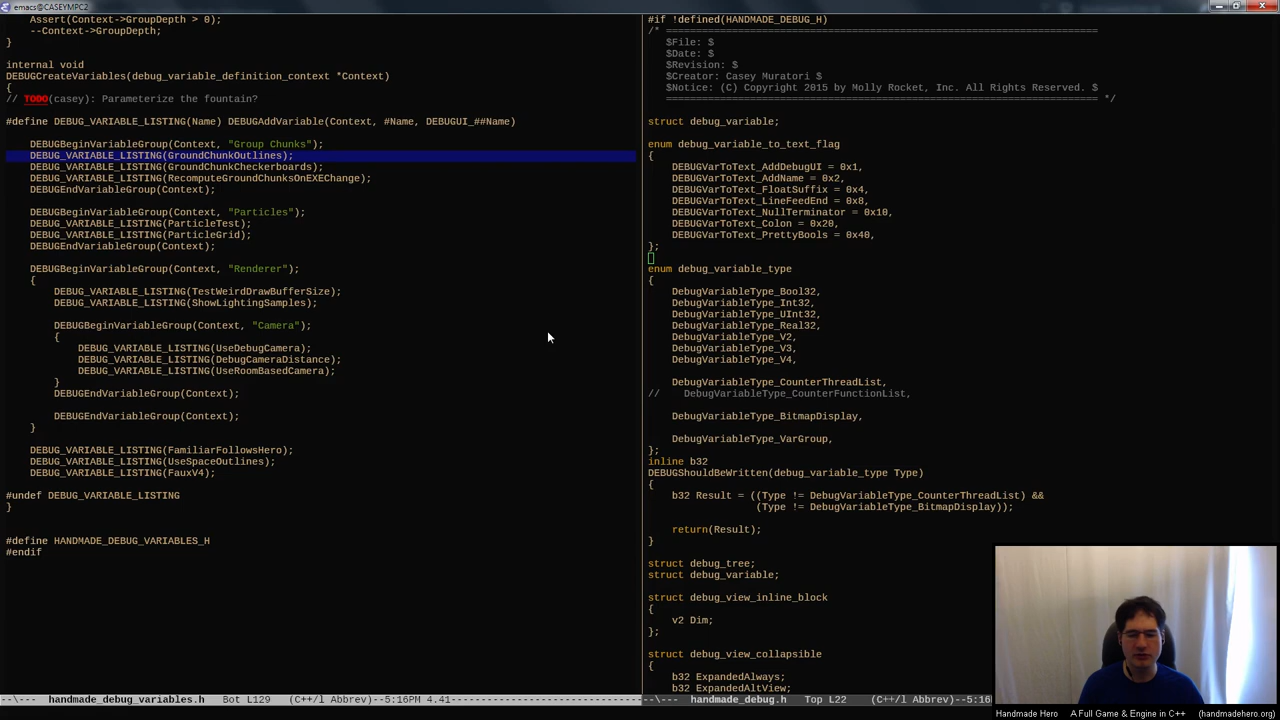 emacs@CASEYMPC2
    Assert(Context->GroupDepth > 0);
    --Context->GroupDepth;
}
internal void
DEBUGCreateVariables(debug_variable_definition_context *Context)
{
// TODO(casey): Parameterize the fountain?
#define DEBUG_VARIABLE_LISTING(Name) DEBUGAddVariable(Context, #Name, DEBUGUI_##Name)
    DEBUGBeginVariableGroup(Context, "Group Chunks");
    DEBUG_VARIABLE_LISTING(GroundChunkOutlines);
    DEBUG_VARIABLE_LISTING(GroundChunkCheckerboards);
    DEBUG_VARIABLE_LISTING(RecomputeGroundChunksOnEXEChange);
    DEBUGEndVariableGroup(Context);
    DEBUGBeginVariableGroup(Context, "Particles");
    DEBUG_VARIABLE_LISTING(ParticleTest);
    DEBUG_VARIABLE_LISTING(ParticleGrid);
    DEBUGEndVariableGroup(Context);
    DEBUGBeginVariableGroup(Context, "Renderer");
    {
        DEBUG_VARIABLE_LISTING(TestWeirdDrawBufferSize);
        DEBUG_VARIABLE_LISTING(ShowLightingSamples);
        DEBUGBeginVariableGroup(Context, "Camera");
        {
            DEBUG_VARIABLE_LISTING(UseDebugCamera);
            DEBUG_VARIABLE_LISTING(DebugCameraDistance);
            DEBUG_VARIABLE_LISTING(UseRoomBasedCamera);
        }
        DEBUGEndVariableGroup(Context);
        DEBUGEndVariableGroup(Context);
    }
    DEBUG_VARIABLE_LISTING(FamiliarFollowsHero);
    DEBUG_VARIABLE_LISTING(UseSpaceOutlines);
    DEBUG_VARIABLE_LISTING(FauxV4);
#undef DEBUG_VARIABLE_LISTING
}
#define HANDMADE_DEBUG_VARIABLES_H
#endif
--\---  handmade_debug_variables.h   Bot L129   (C++/l Abbrev)--5:16PM 4.41
#if !defined(HANDMADE_DEBUG_H)
/* ========================================================================
   $File: $
   $Date: $
   $Revision: $
   $Creator: Casey Muratori $
   $Notice: (C) Copyright 2015 by Molly Rocket, Inc. All Rights Reserved. $
   ======================================================================== */
struct debug_variable;
enum debug_variable_to_text_flag
{
    DEBUGVarToText_AddDebugUI = 0x1,
    DEBUGVarToText_AddName = 0x2,
    DEBUGVarToText_FloatSuffix = 0x4,
    DEBUGVarToText_LineFeedEnd = 0x8,
    DEBUGVarToText_NullTerminator = 0x10,
    DEBUGVarToText_Colon = 0x20,
    DEBUGVarToText_PrettyBools = 0x40,
};
enum debug_variable_type
{
    DebugVariableType_Bool32,
    DebugVariableType_Int32,
    DebugVariableType_UInt32,
    DebugVariableType_Real32,
    DebugVariableType_V2,
    DebugVariableType_V3,
    DebugVariableType_V4,
    DebugVariableType_CounterThreadList,
//    DebugVariableType_CounterFunctionList,
    DebugVariableType_BitmapDisplay,
    DebugVariableType_VarGroup,
};
inline b32
DEBUGShouldBeWritten(debug_variable_type Type)
{
    b32 Result = ((Type != DebugVariableType_CounterThreadList) &&
                  (Type != DebugVariableType_BitmapDisplay));
    return(Result);
}
struct debug_tree;
struct debug_variable;
struct debug_view_inline_block
{
    v2 Dim;
};
struct debug_view_collapsible
{
    b32 ExpandedAlways;
    b32 ExpandedAltView;
--\---  handmade_debug.h   Top L22   (C++/l Abbrev)--5:16
Handmade Hero   A Full Game & Engine in C++   (handmadehero.org)